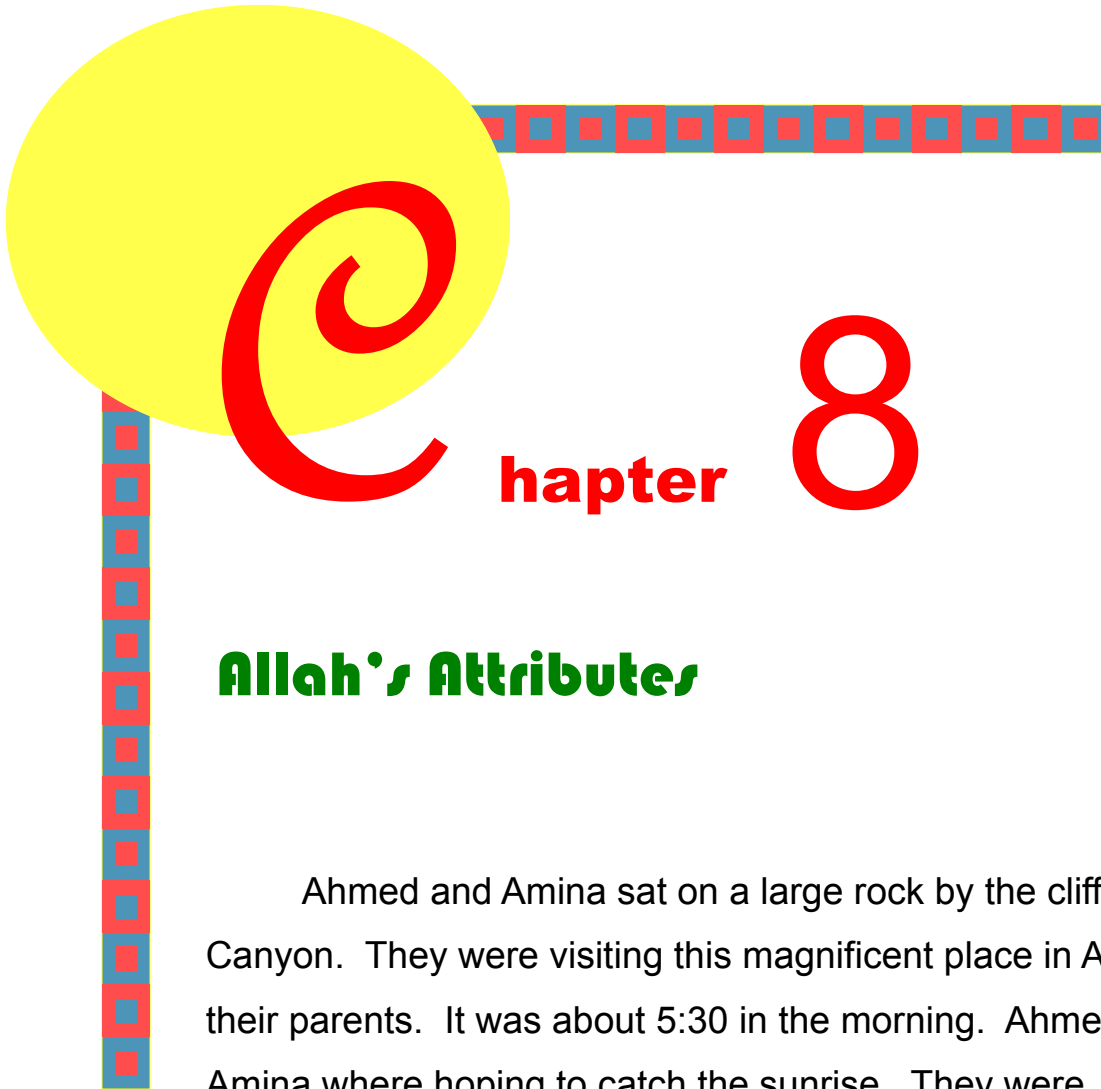 Chapter 8
Allah's Attributes
Ahmed and Amina sat on a large rock by the cliff
Canyon. They were visiting this magnificent place in A
their parents. It was about 5:30 in the morning. Ahme
Amina where hoping to catch the sunrise. They were